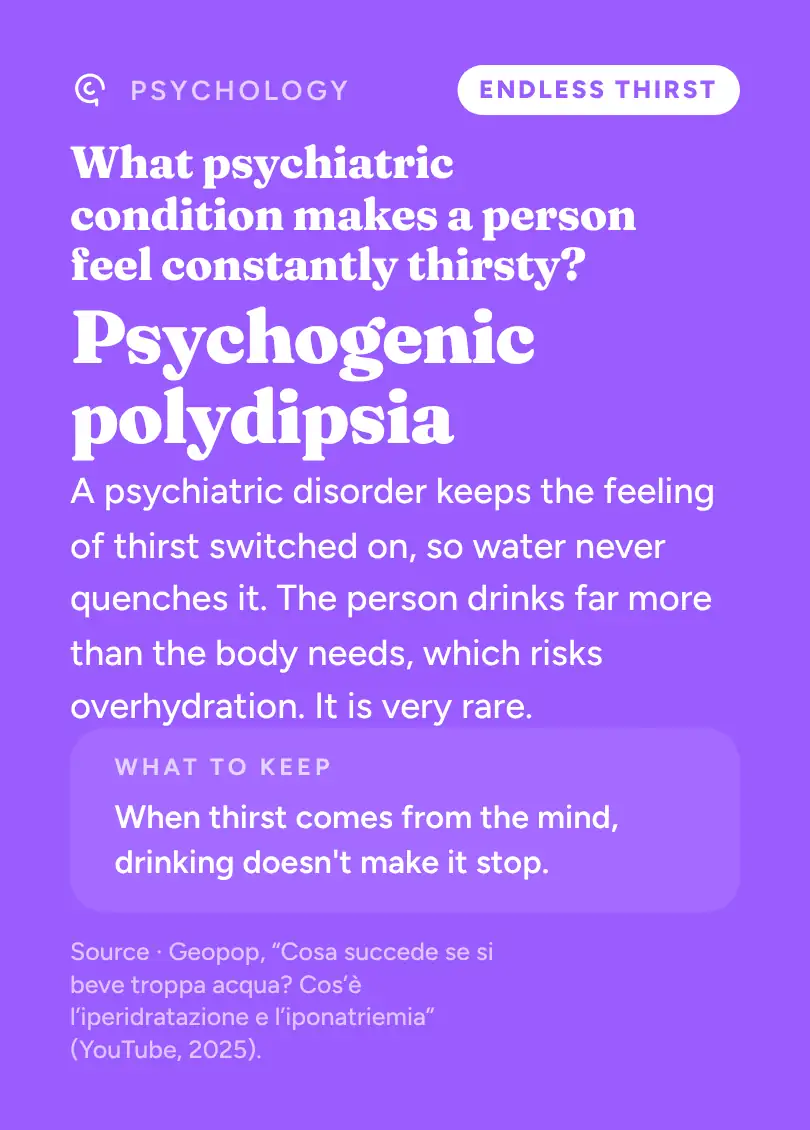 PSYCHOLOGY
ENDLESS THIRST
What psychiatric
condition makes a person
feel constantly thirsty?
Psychogenic
polydipsia
A psychiatric disorder keeps the feeling
of thirst switched on, so water never
quenches it. The person drinks far more
than the body needs, which risks
overhydration. It is very rare.
WHAT TO KEEP
When thirst comes from the mind,
drinking doesn't make it stop.
Source · Geopop, “Cosa succede se si
beve troppa acqua? Cos’è
l’iperidratazione e l’iponatriemia”
(YouTube, 2025).